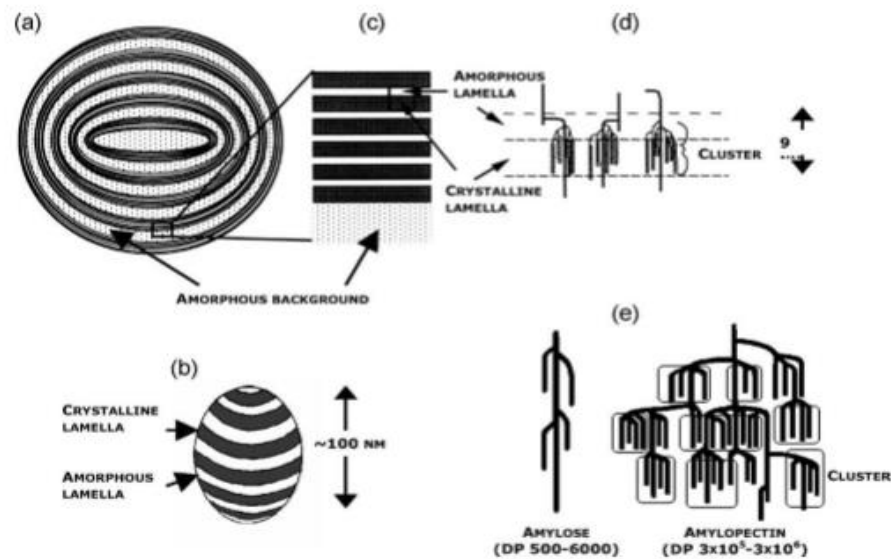 (a)
(c)
(d)
AMORPHOUS
LAMELLA
9
CLUSTER
CRYSTALLINE
LAMELLA
AMORPHOUS BACKGROUND
(e)
(b)
CRYSTALLINE
LAMELLA
~100 NM
AMORPHOUS
LAMELLA
CLUSTER
AMYLOSE
(DP 500-6000)
AMYLOPECTIN
(DP 3x10⁵-3x10⁶)